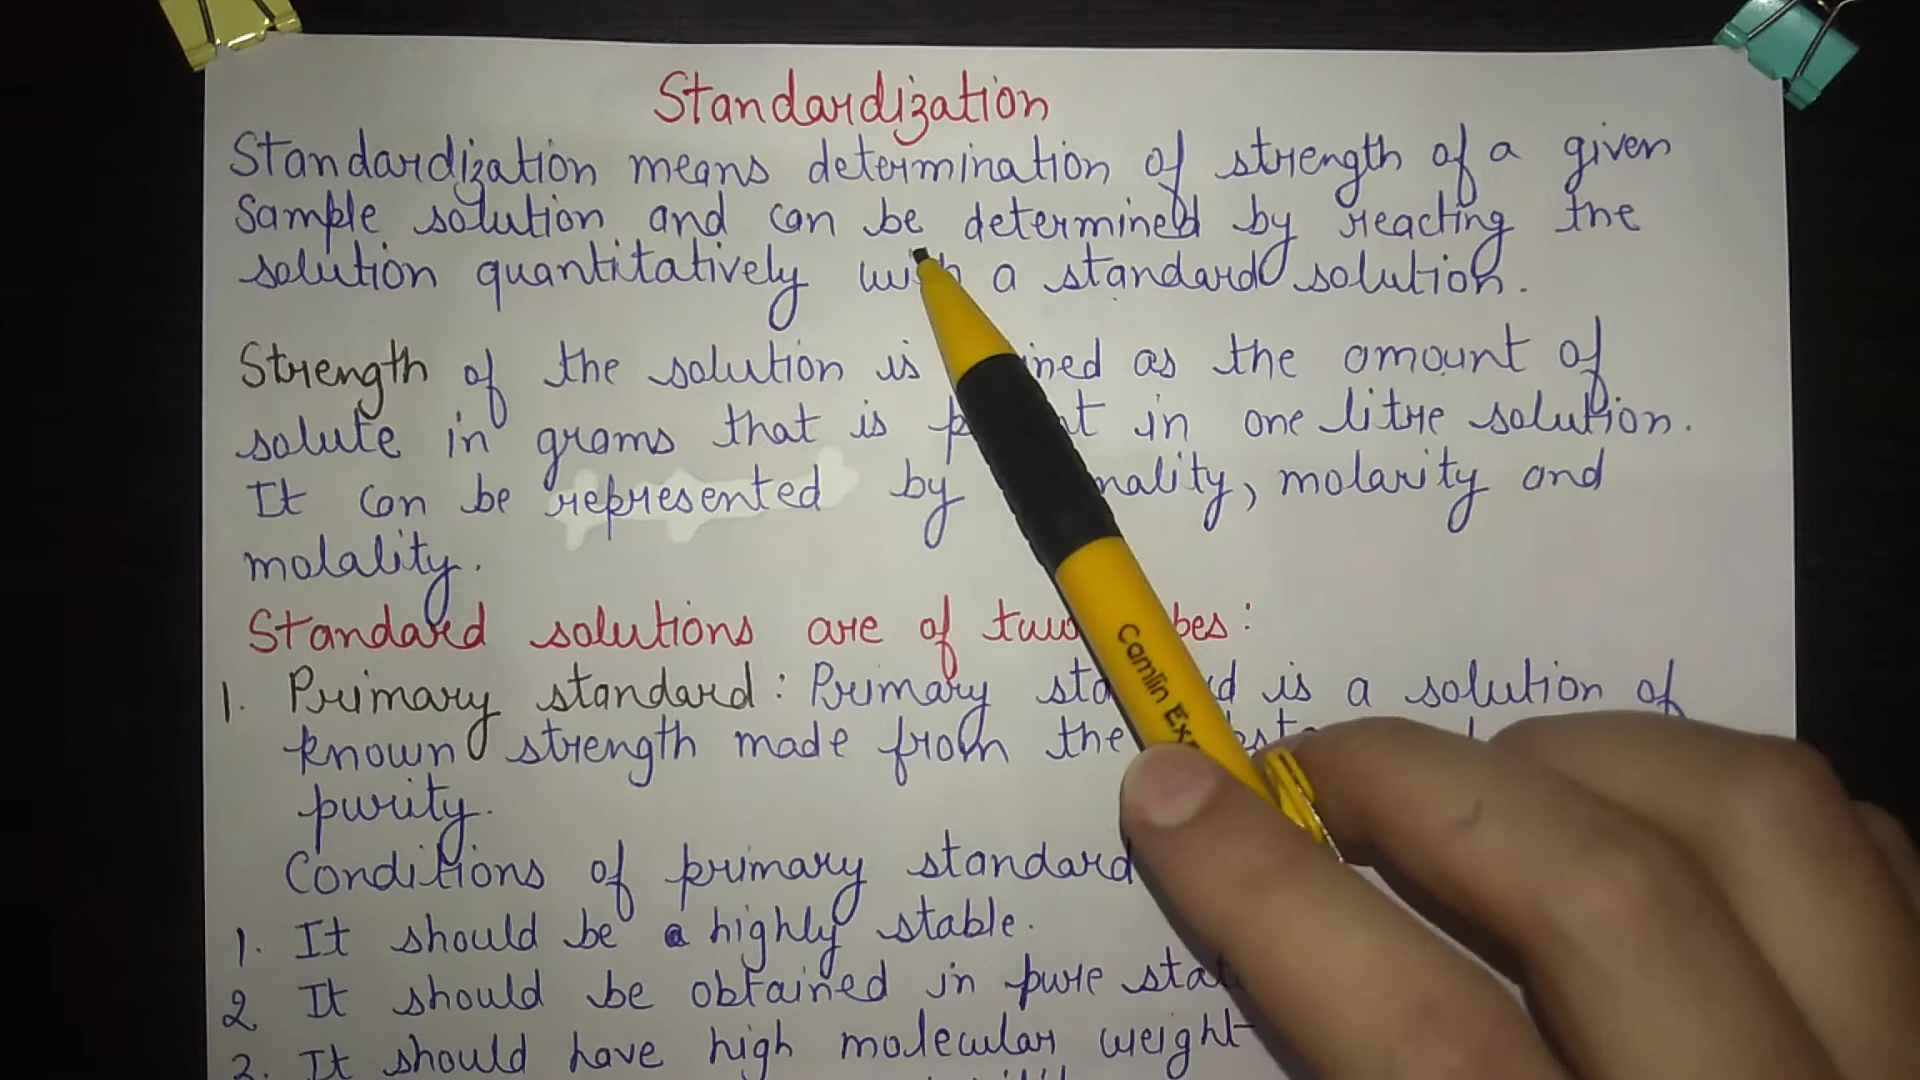 Standardization
Standardization means determination of strength of a given
Sample solution and can be determined by reacting the
solution quantitatively a standard solution.
Strength of the solution is as the amount of
solute in grams that is in one litre solution.
It can be represented by molarity and
molality.
Standard solutions are of two
1. Primary standard: Primary is a solution of
known strength made from the
purity.
Conditions of primary standard
1. It should be a highly stable.
2 It should be obtained in pure
3. It should have high molecular weight
Camlin